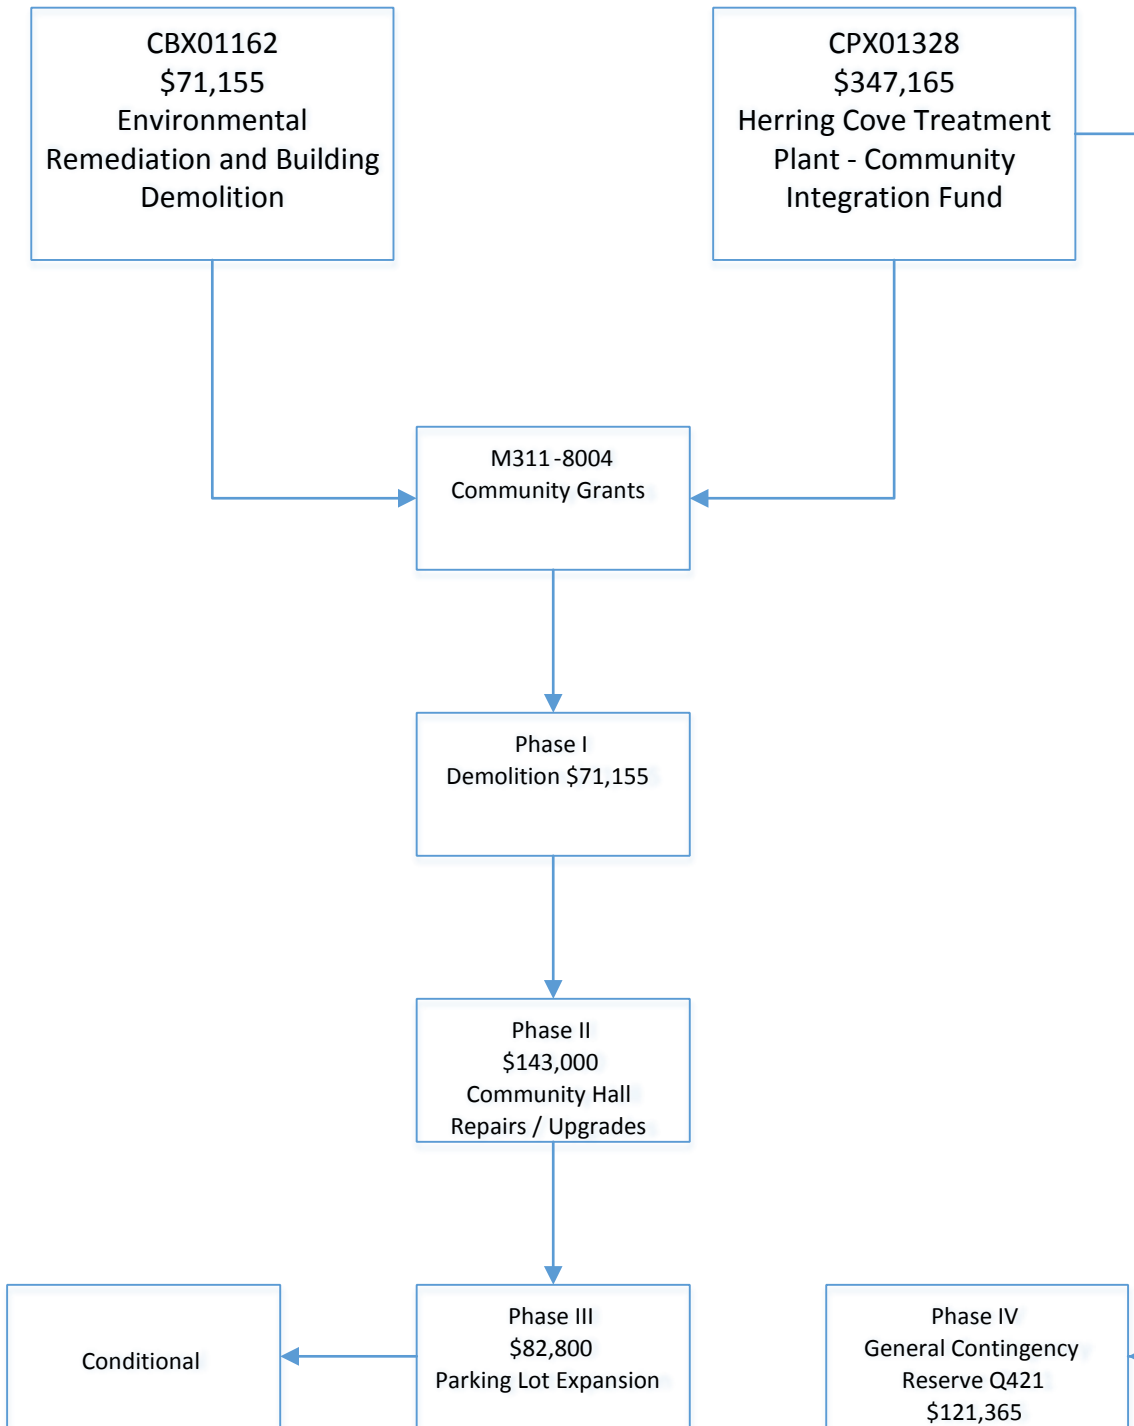 CBX01162
$71,155
Environmental
Remediation and Building
Demolition
CPX01328
$347,165
Herring Cove Treatment
Plant - Community
Integration Fund
M311-8004
Community Grants
Phase I
Demolition $71,155
Phase II
$143,000
Community Hall
Repairs / Upgrades
Conditional
Phase III
$82,800
Parking Lot Expansion
Phase IV
General Contingency
Reserve Q421
$121,365